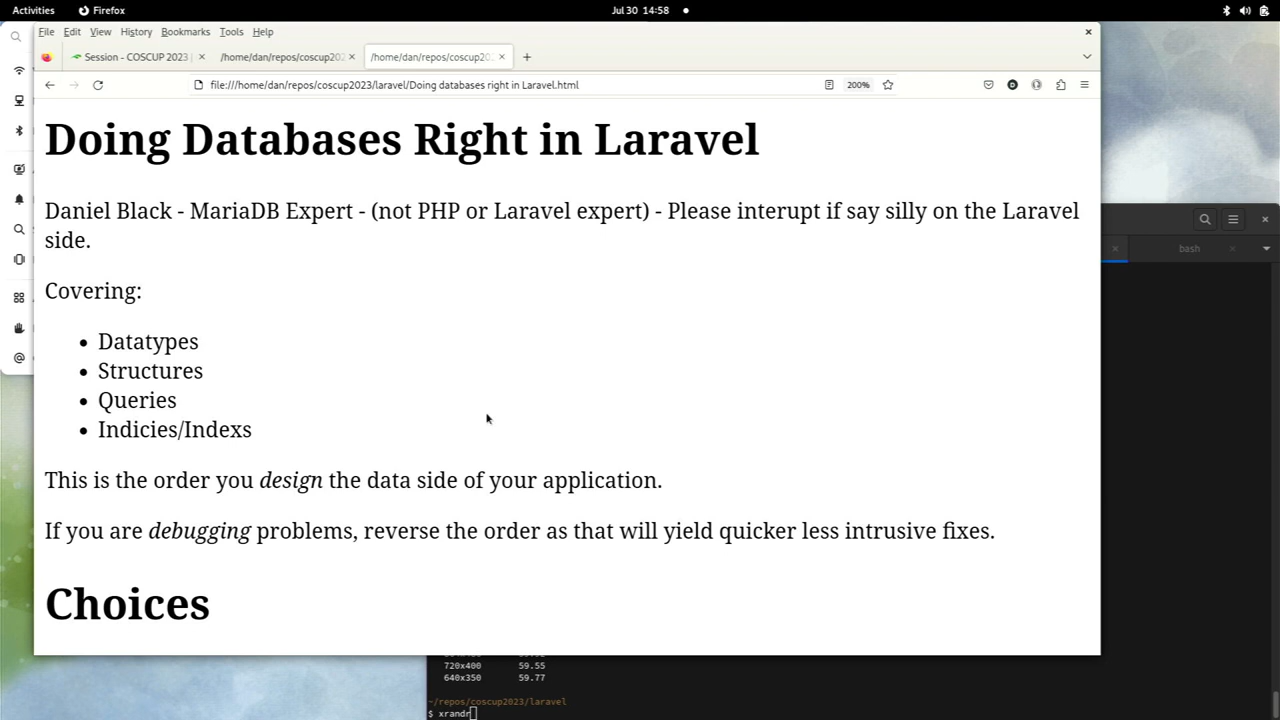 Activities
Firefox
Jul 30 14:58
File Edit View History Bookmarks Tools Help
Session - COSCUP 2023 |
/home/dan/repos/coscup202
/home/dan/repos/coscup202
file:///home/dan/repos/coscup2023/laravel/Doing databases right in Laravel.html
200%
Doing Databases Right in Laravel
Daniel Black - MariaDB Expert - (not PHP or Laravel expert) - Please interupt if say silly on the Laravel
side.
Covering:
• Datatypes
• Structures
• Queries
• Indicies/Indexs
This is the order you design the data side of your application.
If you are debugging problems, reverse the order as that will yield quicker less intrusive fixes.
Choices
bash
720x400 59.55
640x350 59.77
~/repos/coscup2023/laravel
$ xrandr